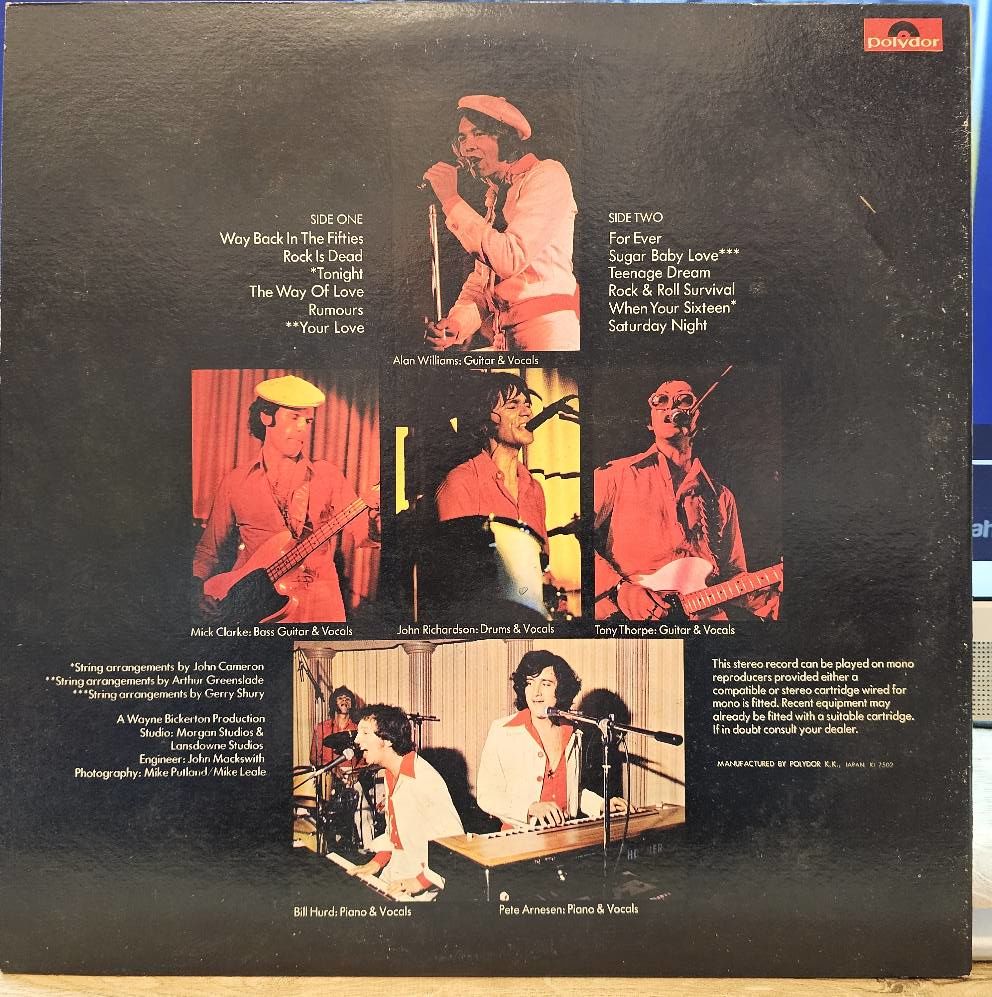 polydor
SIDE ONE
Way Back In The Fifties
Rock Is Dead
*Tonight
The Way Of Love
Rumours
**Your Love
SIDE TWO
For Ever
Sugar Baby Love***
Teenage Dream
Rock & Roll Survival
When Your Sixteen*
Saturday Night
Alan Williams: Guitar & Vocals
Mick Clarke: Bass Guitar & Vocals
John Richardson: Drums & Vocals
Tony Thorpe: Guitar & Vocals
*String arrangements by John Cameron
**String arrangements by Arthur Greenslade
***String arrangements by Gerry Shury
A Wayne Bickerton Production
Studio: Morgan Studios &
Lansdowne Studios
Engineer: John Mackswith
Photography: Mike Putland/Mike Leale
This stereo record can be played on mono
reproducers provided either a
compatible or stereo cartridge wired for
mono is fitted. Recent equipment may
already be fitted with a suitable cartridge.
If in doubt consult your dealer.
MANUFACTURED BY POLYDOR K.K., JAPAN KI 7502
Bill Hurd: Piano & Vocals
Pete Arnesen: Piano & Vocals